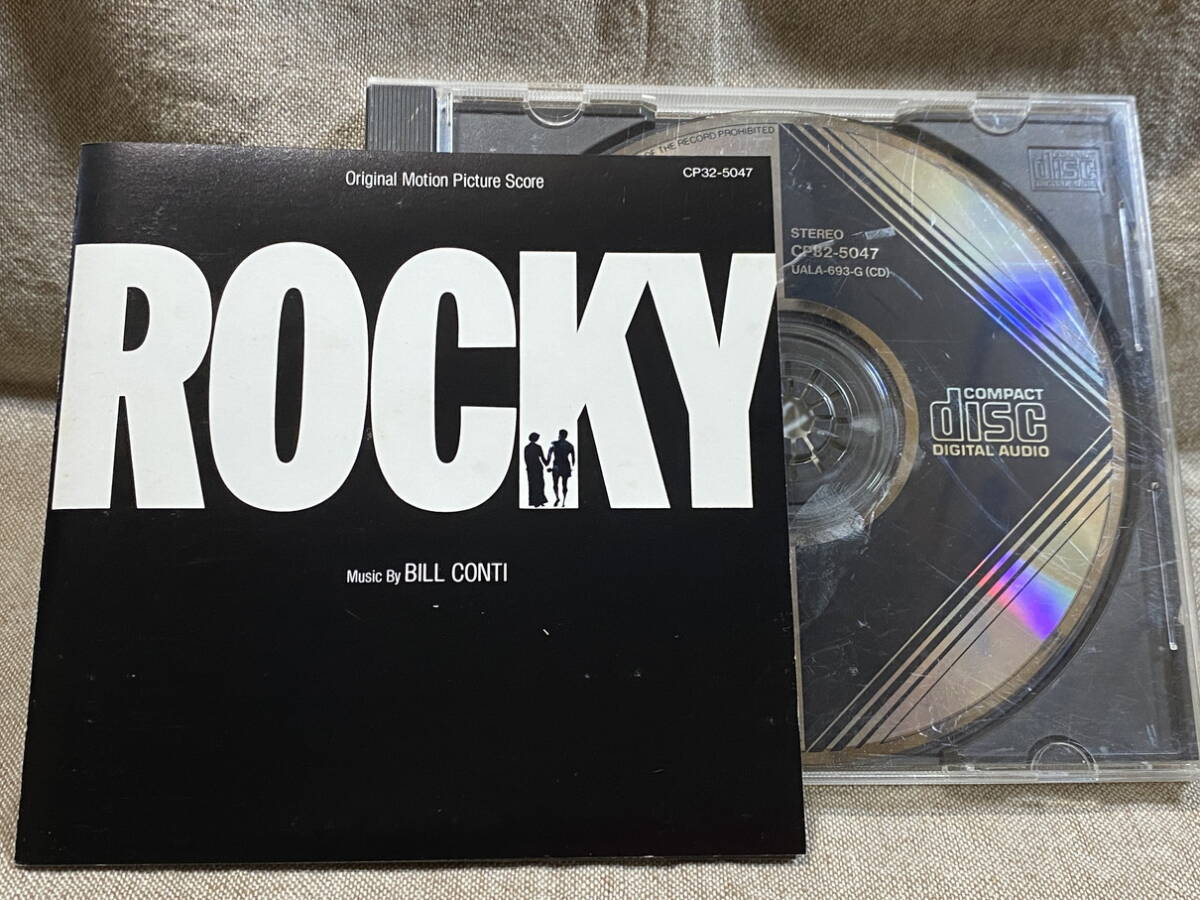 Original Motion Picture Score
CP32-5047
ROCKY
Music By BILL CONTI
OF THE RECORD PROHIBITED
STEREO
CP32-5047
UALA-693-G (CD)
COMPACT
disc
DIGITAL AUDIO
disc